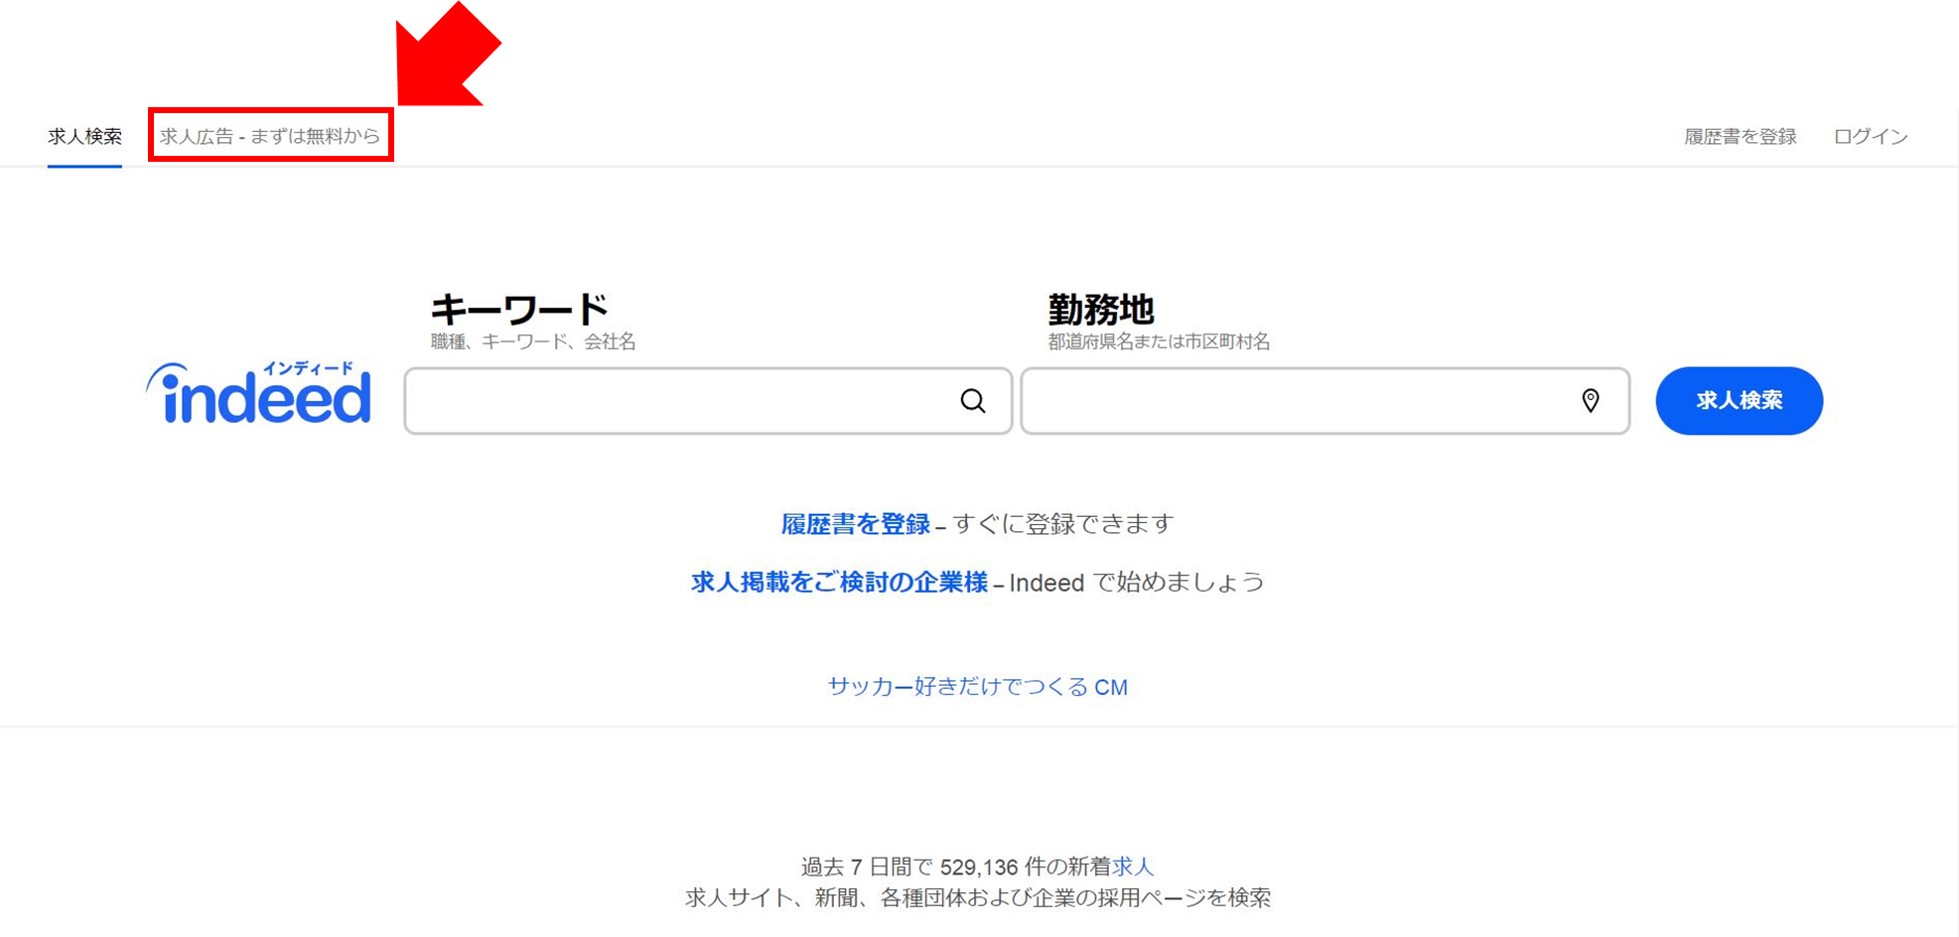 求人検索
求人広告 - まずは無料から
履歴書を登録
ログイン
キーワード
職種、キーワード、会社名
勤務地
都道府県名または市区町村名
インディード
indeed
求人検索
履歴書を登録 – すぐに登録できます
求人掲載をご検討の企業様 – Indeed で始めましょう
サッカー好きだけでつくる CM
過去 7 日間で 529,136 件の新着求人
求人サイト、新聞、各種団体および企業の採用ページを検索